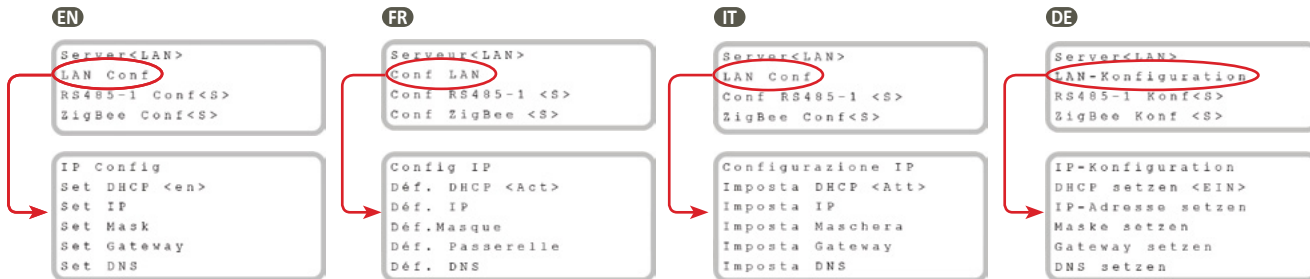 EN
Server<LAN>
LAN Conf
RS485-1 Conf<S>
ZigBee Conf<S>
IP Config
Set DHCP <en>
Set IP
Set Mask
Set Gateway
Set DNS
FR
Serveur<LAN>
Conf LAN
Conf RS485-1 <S>
Conf ZigBee <S>
Config IP
Déf. DHCP <Act>
Déf. IP
Déf.Masque
Déf. Passerelle
Déf. DNS
IT
Server<LAN>
LAN Conf
Conf RS485-1 <S>
ZigBee Conf<S>
Configurazione IP
Imposta DHCP <Att>
Imposta IP
Imposta Maschera
Imposta Gateway
Imposta DNS
DE
Server<LAN>
LAN-Konfiguration
RS485-1 Konf<S>
ZigBee Konf <S>
IP-Konfiguration
DHCP setzen <EIN>
IP-Adresse setzen
Maske setzen
Gateway setzen
DNS setzen